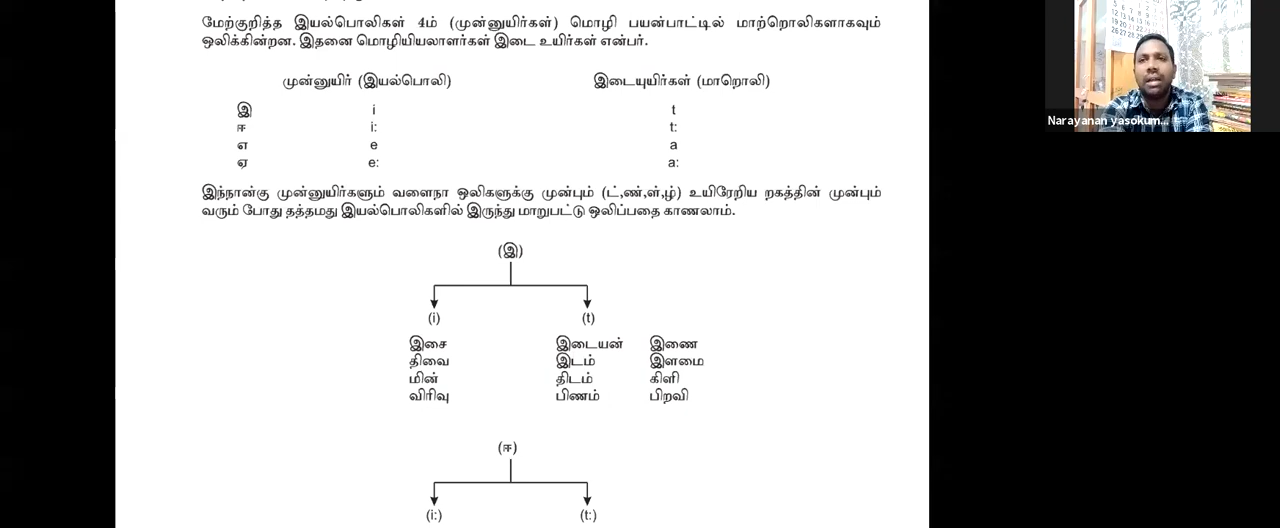 மேற்குறித்த இயல்பொலிகள் 4ம் (முன்னுயிர்கள்) மொழி பயன்பாட்டில் மாற்றொலிகளாகவும்
ஒலிக்கின்றன. இதனை மொழியியலாளர்கள் இடை உயிர்கள் என்பர்.
முன்னுயிர் (இயல்பொலி) இடையுயிர்கள் (மாறொலி)
இ i t
ஈ i: t:
எ e a
ஏ e: a:
இந்நான்கு முன்னுயிர்களும் வளைநா ஒலிகளுக்கு முன்பும் (ட்,ண்,ள்,ழ்) உயிரேறிய றகத்தின் முன்பும்
வரும் போது தத்தமது இயல்பொலிகளில் இருந்து மாறுபட்டு ஒலிப்பதை காணலாம்.
(இ)
(i) (t)
இசை இடையன் இணை
திவை இடம் இளமை
மின் திடம் கிளி
விரிவு பிணம் பிறவி
(ஈ)
(i:) (t:)
Narayanan yasokum...